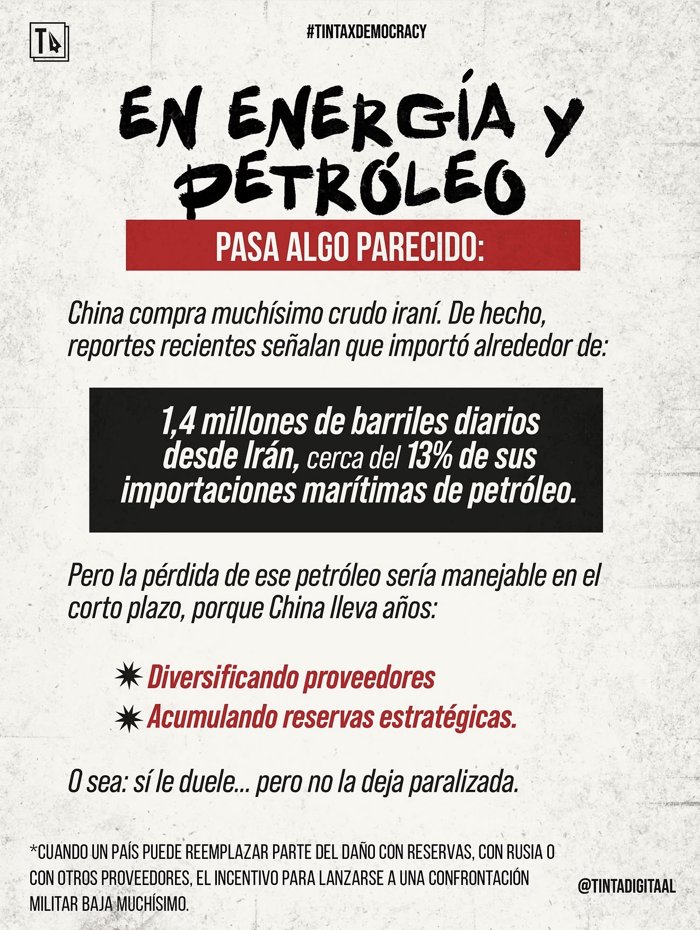 T
#TINTAXDEMOCRACY
EN ENERGÍA Y
PETRÓLEO
PASA ALGO PARECIDO:
China compra muchísimo crudo iraní. De hecho,
reportes recientes señalan que importó alrededor de:
1,4 millones de barriles diarios
desde Irán, cerca del 13% de sus
importaciones marítimas de petróleo.
Pero la pérdida de ese petróleo sería manejable en el
corto plazo, porque China lleva años:
Diversificando proveedores
Acumulando reservas estratégicas.
O sea: sí le duele... pero no la deja paralizada.
*CUANDO UN PAÍS PUEDE REEMPLAZAR PARTE DEL DAÑO CON RESERVAS, CON RUSIA O
CON OTROS PROVEEDORES, EL INCENTIVO PARA LANZARSE A UNA CONFRONTACIÓN
MILITAR BAJA MUCHÍSIMO.
@TINTADIGITAAL